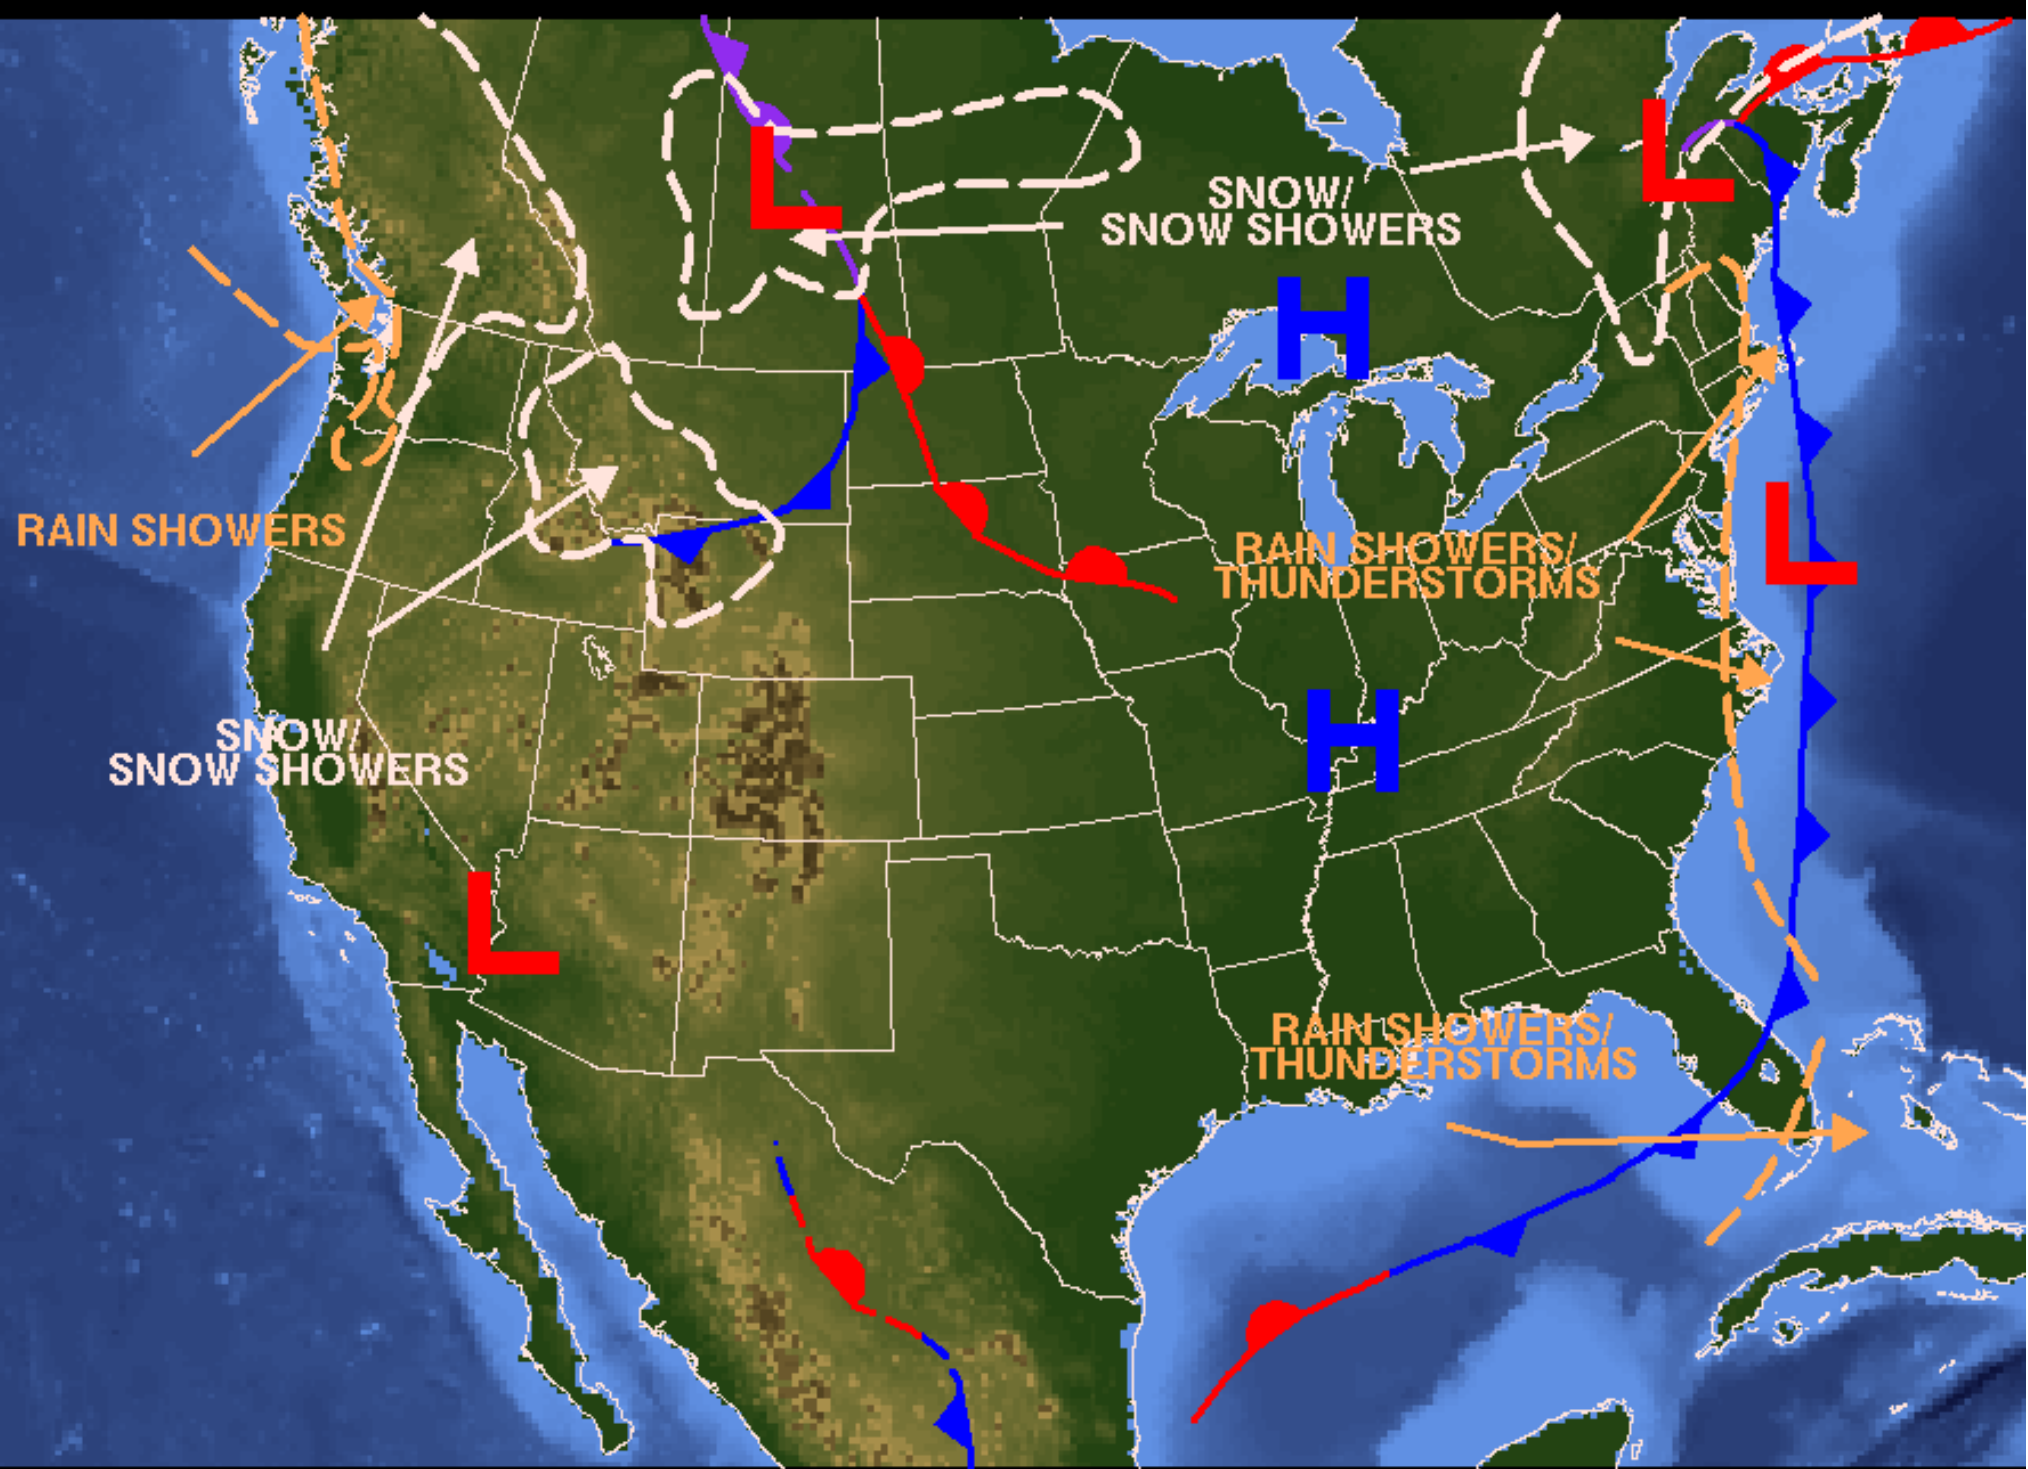 L
L
SNOW/
SNOW SHOWERS
H
RAIN SHOWERS
RAIN SHOWERS/
THUNDERSTORMS
L
SNOW/
SNOW SHOWERS
H
L
RAIN SHOWERS/
THUNDERSTORMS